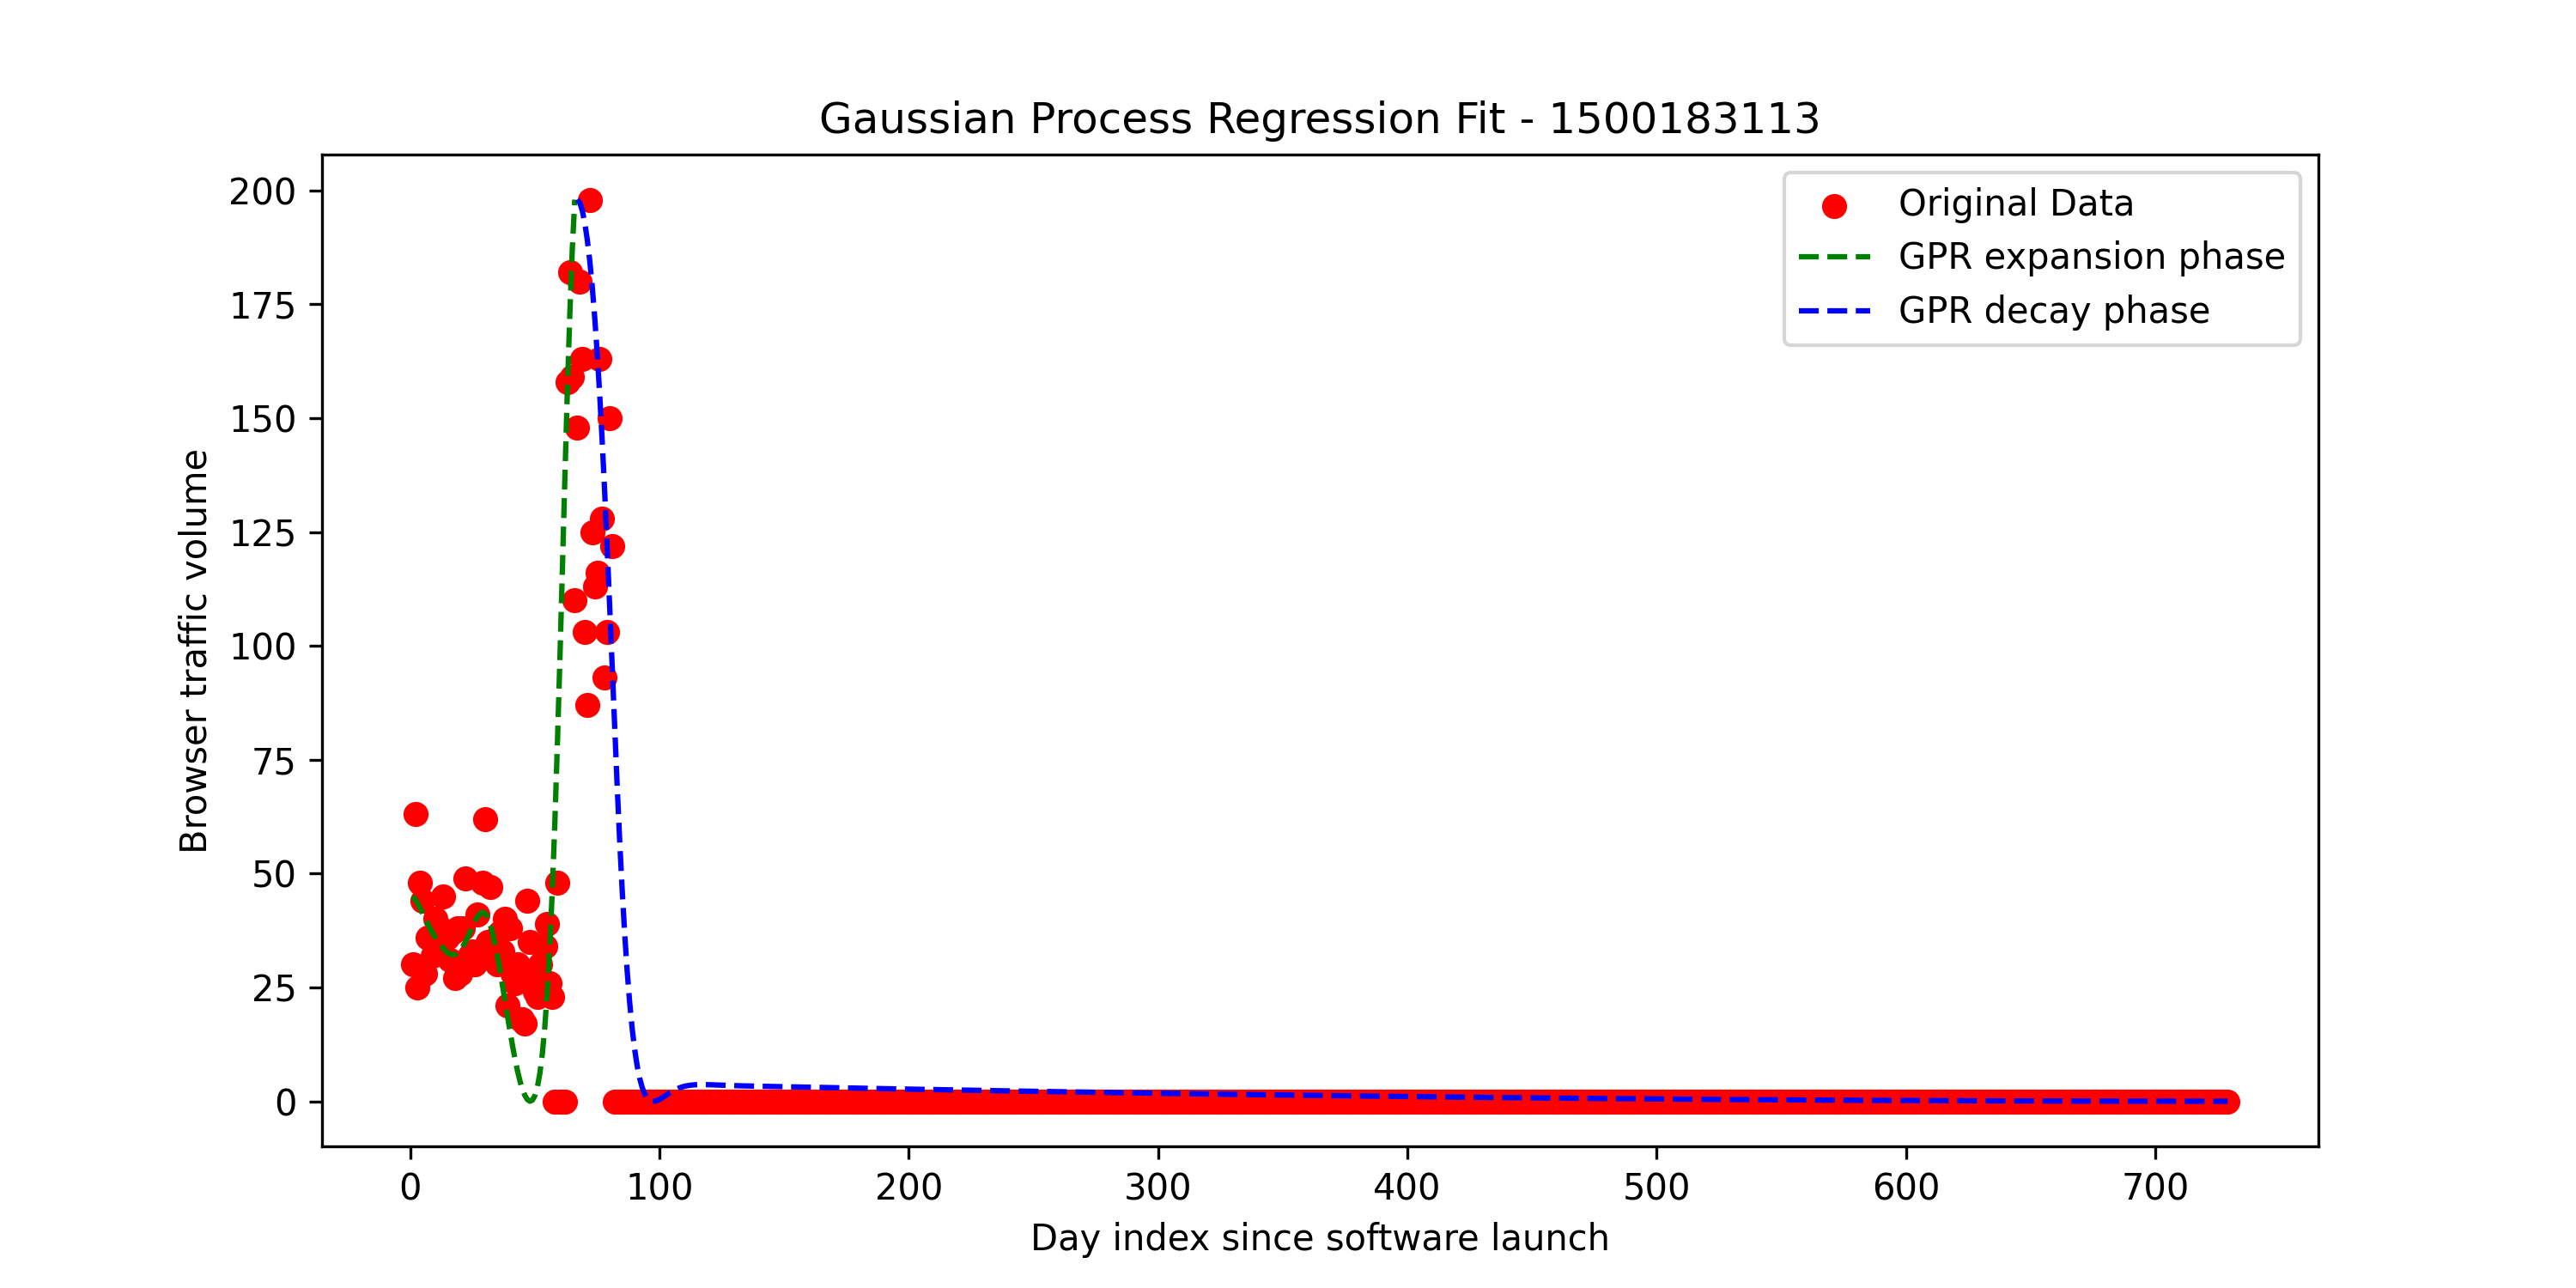 Gaussian Process Regression Fit - 1500183113
Original Data
GPR expansion phase
GPR decay phase
Browser traffic volume
200
175
150
125
100
75
50
25
0
0 100 200 300 400 500 600 700
Day index since software launch